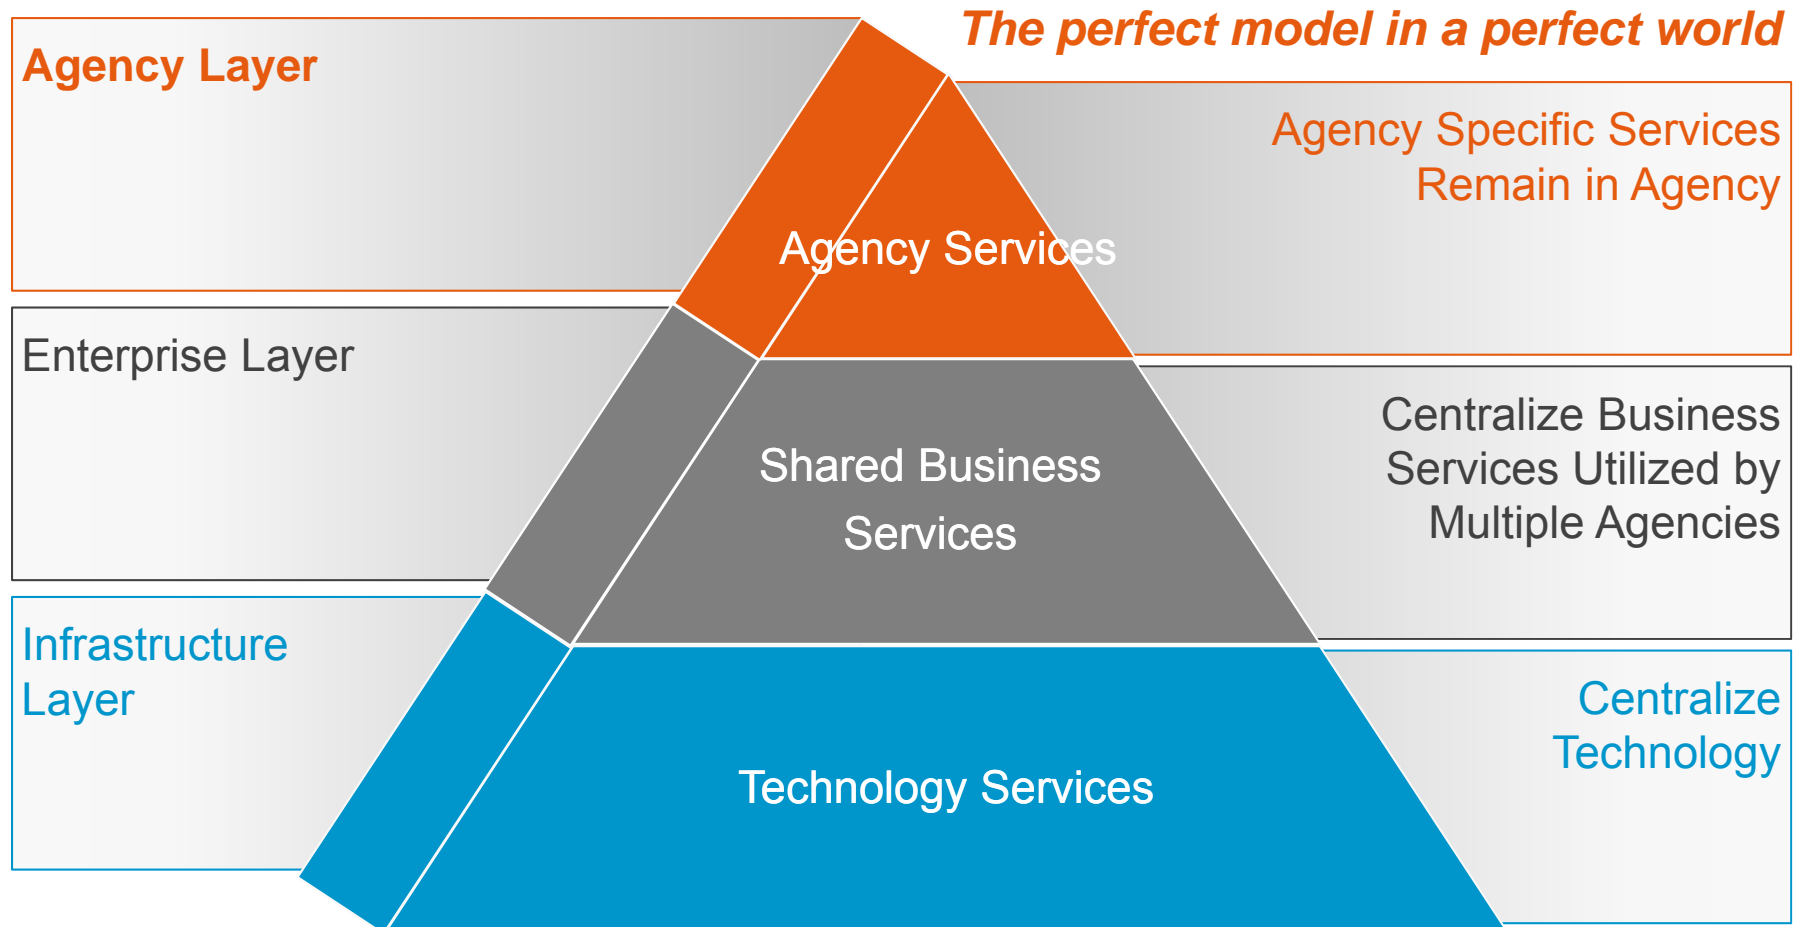 The perfect model in a perfect world
Agency Layer
Agency Services
Agency Specific Services
Remain in Agency
Enterprise Layer
Shared Business
Services
Centralize Business
Services Utilized by
Multiple Agencies
Infrastructure
Layer
Technology Services
Centralize
Technology